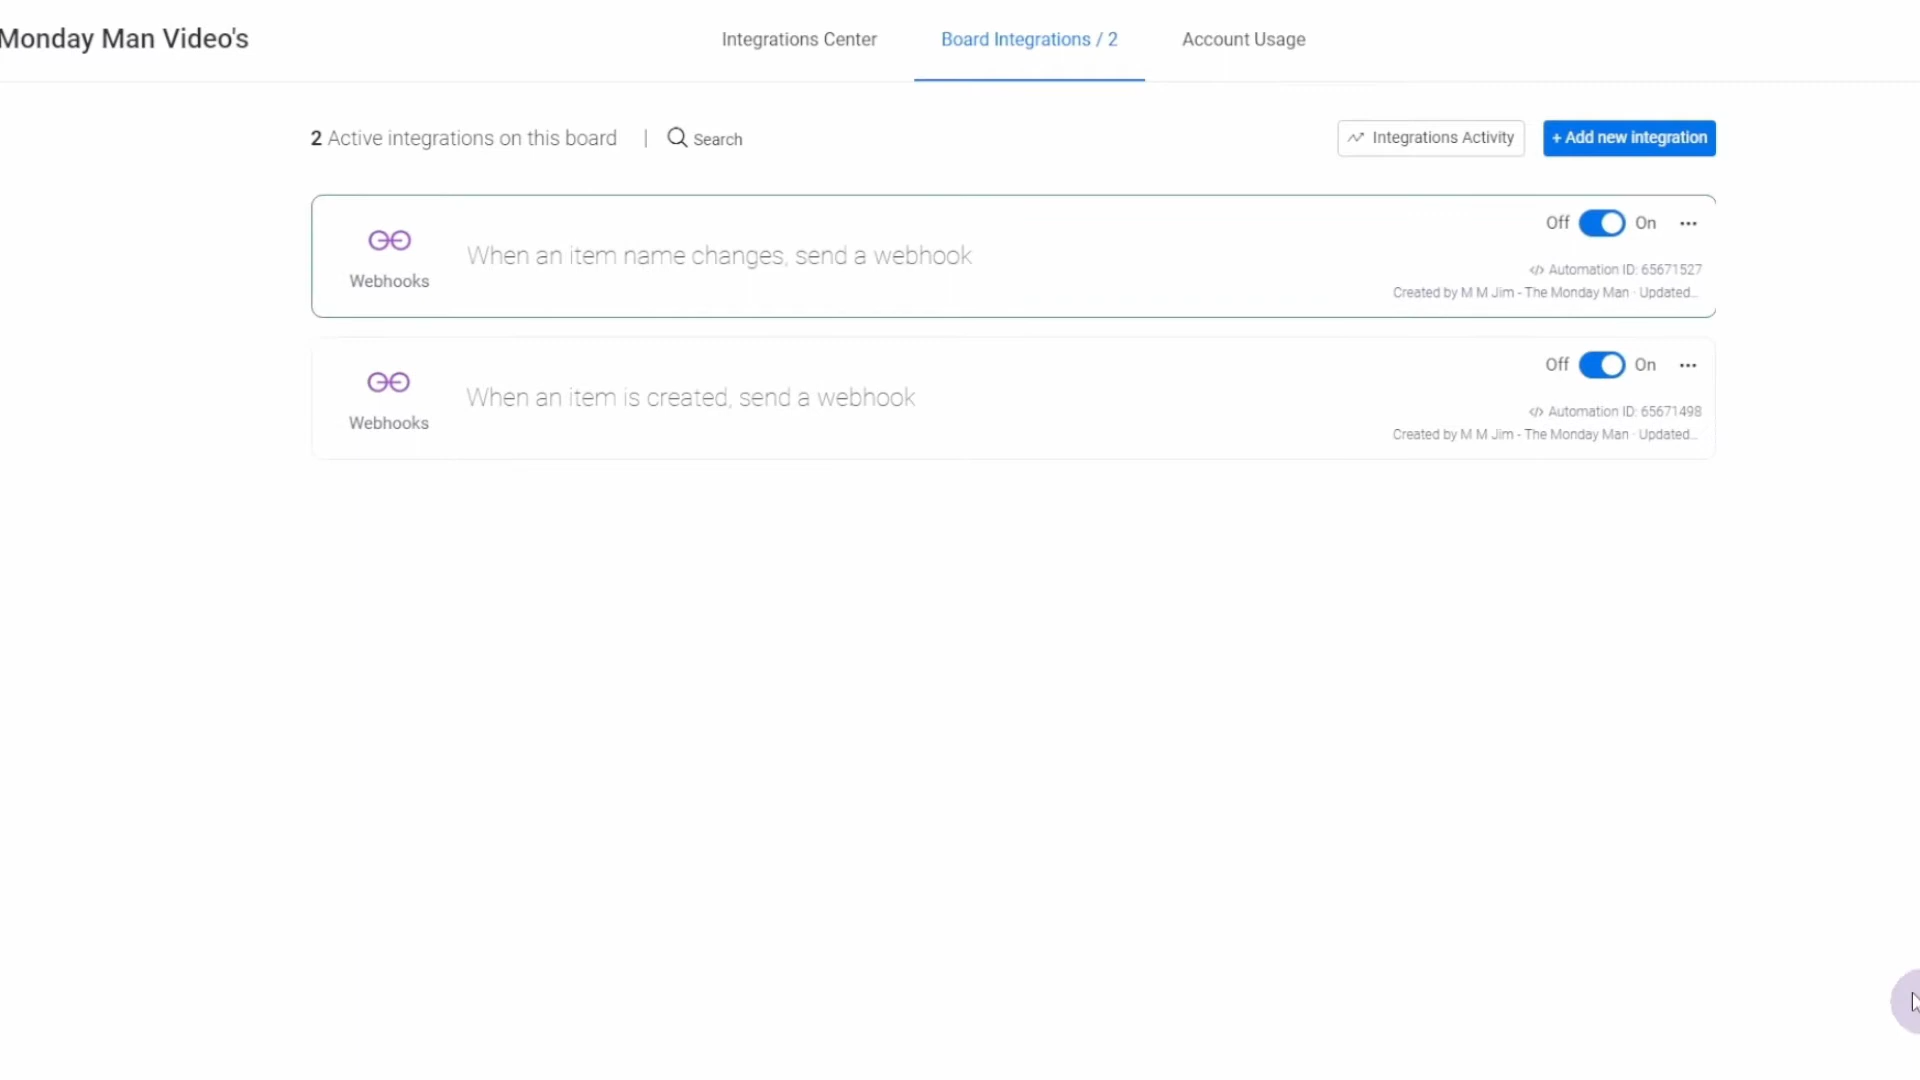 Monday Man Video's
Integrations Center
Board Integrations / 2
Account Usage
2 Active integrations on this board | Search
Integrations Activity
+ Add new integration
Webhooks
When an item name changes, send a webhook
Off On
</> Automation ID: 65671527
Created by M M Jim - The Monday Man · Updated...
Webhooks
When an item is created, send a webhook
Off On
</> Automation ID: 65671498
Created by M M Jim - The Monday Man · Updated...